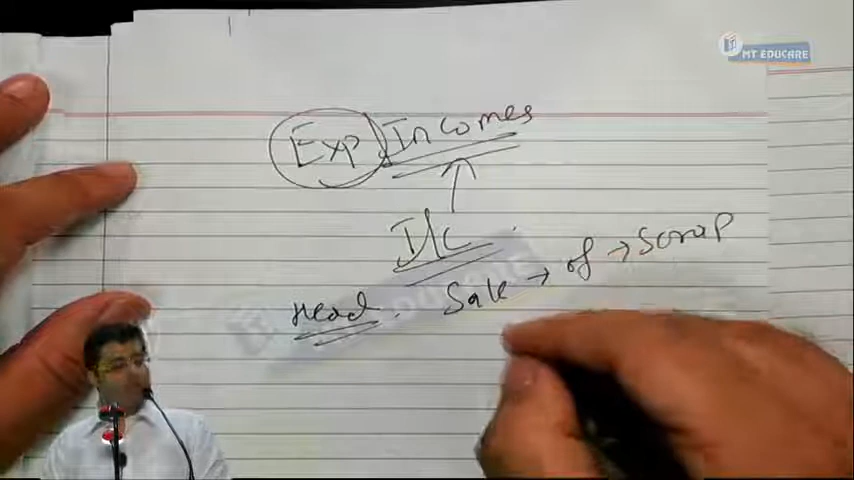 MT EDUCARE
Exp Incomes
I/c
Head. Sale → of → Scrap